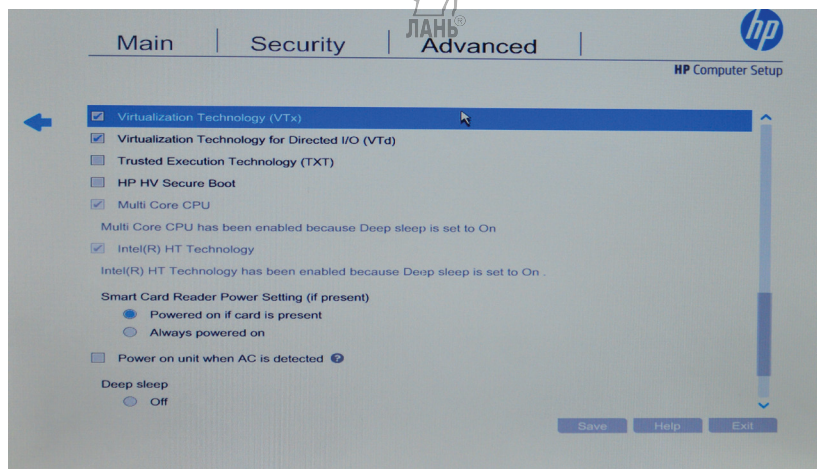 ЛАНЬ®
Main
Security
Advanced
hp
HP Computer Setup
Virtualization Technology (VTx)
Virtualization Technology for Directed I/O (VTd)
Trusted Execution Technology (TXT)
HP HV Secure Boot
Multi Core CPU
Multi Core CPU has been enabled because Deep sleep is set to On
Intel(R) HT Technology
Intel(R) HT Technology has been enabled because Deep sleep is set to On .
Smart Card Reader Power Setting (if present)
Powered on if card is present
Always powered on
Power on unit when AC is detected ?
Deep sleep
Off
Save
Help
Exit